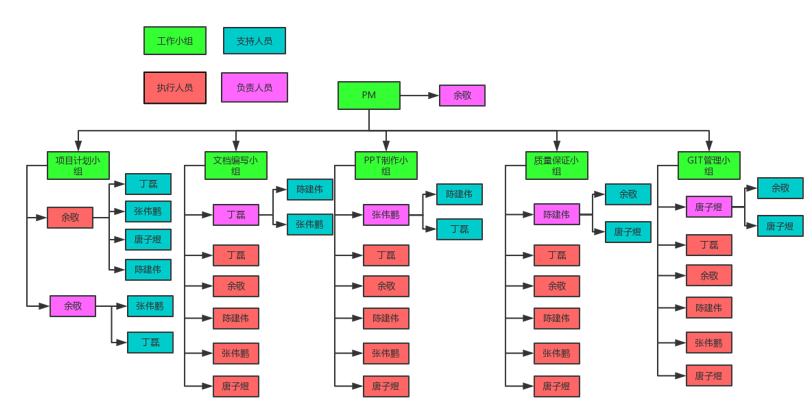 工作小组
支持人员
执行人员
负责人员
PM
余敬
项目计划小
组
文档编写小
组
PPT制作小
组
质量保证小
组
GIT管理小
组
余敬
丁磊
张伟鹏
唐子煜
陈建伟
余敬
张伟鹏
丁磊
丁磊
陈建伟
张伟鹏
丁磊
余敬
陈建伟
张伟鹏
唐子煜
张伟鹏
陈建伟
丁磊
丁磊
余敬
陈建伟
张伟鹏
唐子煜
陈建伟
余敬
唐子煜
丁磊
余敬
陈建伟
张伟鹏
唐子煜
唐子煜
余敬
唐子煜
丁磊
余敬
陈建伟
张伟鹏
唐子煜